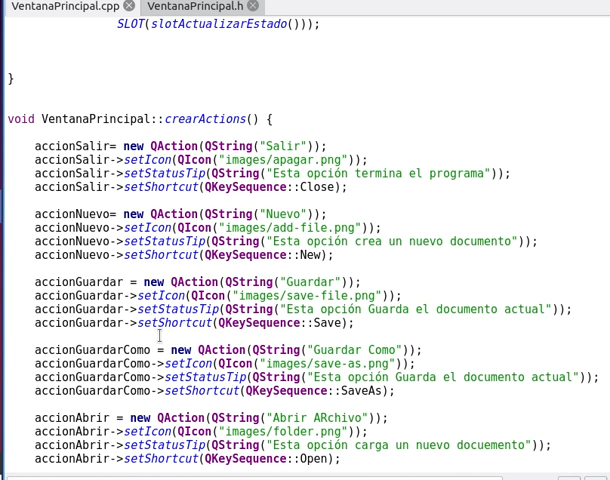 VentanaPrincipal.cpp VentanaPrincipal.h
SLOT(slotActualizarEstado()));
}
void VentanaPrincipal::crearActions() {
accionSalir= new QAction(QString("Salir"));
accionSalir->setIcon(QIcon("images/apagar.png"));
accionSalir->setStatusTip(QString("Esta opción termina el programa"));
accionSalir->setShortcut(QKeySequence::Close);
accionNuevo= new QAction(QString("Nuevo"));
accionNuevo->setIcon(QIcon("images/add-file.png"));
accionNuevo->setStatusTip(QString("Esta opción crea un nuevo documento"));
accionNuevo->setShortcut(QKeySequence::New);
accionGuardar = new QAction(QString("Guardar"));
accionGuardar->setIcon(QIcon("images/save-file.png"));
accionGuardar->setStatusTip(QString("Esta opción Guarda el documento actual"));
accionGuardar->setShortcut(QKeySequence::Save);
accionGuardarComo = new QAction(QString("Guardar Como"));
accionGuardarComo->setIcon(QIcon("images/save-as.png"));
accionGuardarComo->setStatusTip(QString("Esta opción Guarda el documento actual"));
accionGuardarComo->setShortcut(QKeySequence::SaveAs);
accionAbrir = new QAction(QString("Abrir ARchivo"));
accionAbrir->setIcon(QIcon("images/folder.png"));
accionAbrir->setStatusTip(QString("Esta opción carga un nuevo docuemento"));
accionAbrir->setShortcut(QKeySequence::Open);